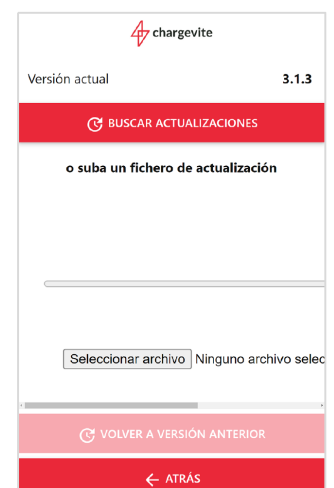 chargevite
Versión actual 3.1.3
BUSCAR ACTUALIZACIONES
o suba un fichero de actualización
Seleccionar archivo Ninguno archivo selec
VOLVER A VERSIÓN ANTERIOR
ATRÁS